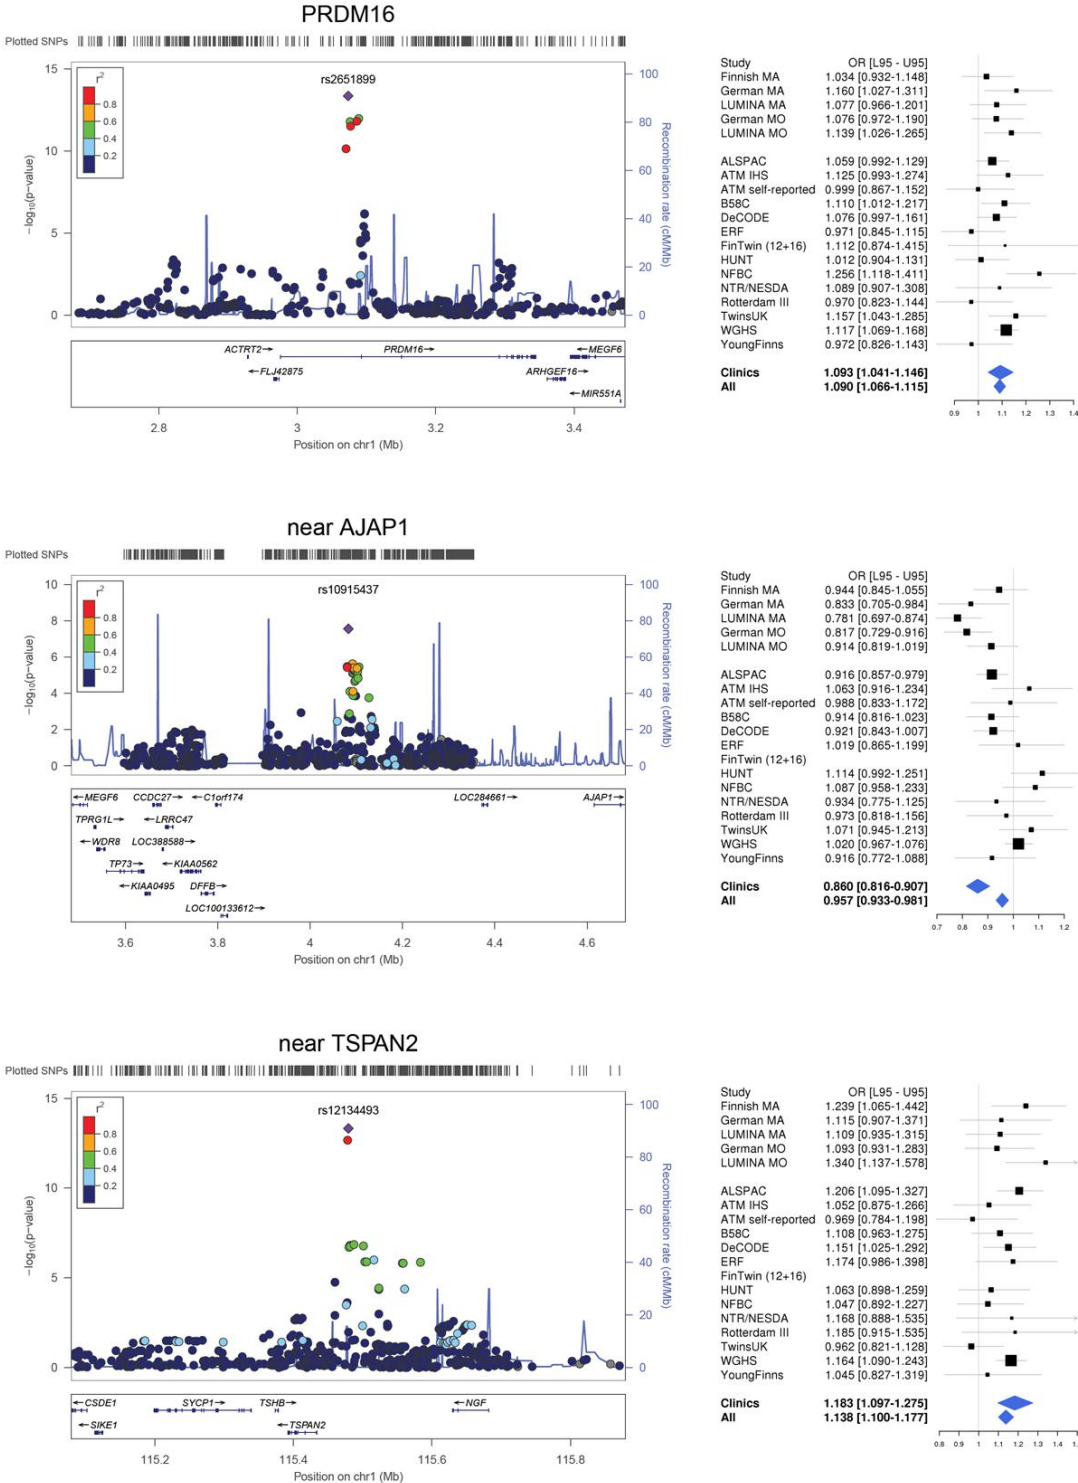 PRDM16
Plotted SNPs
rs2651899
r²
0.8
0.6
0.4
0.2
−log10(p−value)
15
10
5
0
Recombination rate (cM/Mb)
100
80
60
40
20
0
ACTRT2→ PRDM16→ ←MEGF6
←FLJ42875 ARHGEF16→
←MIR551A
2.8 3 3.2 3.4
Position on chr1 (Mb)
Study OR [L95 - U95]
Finnish MA 1.034 [0.932-1.148]
German MA 1.160 [1.027-1.311]
LUMINA MA 1.077 [0.966-1.201]
German MO 1.076 [0.972-1.190]
LUMINA MO 1.139 [1.026-1.265]
ALSPAC 1.059 [0.992-1.129]
ATM IHS 1.125 [0.993-1.274]
ATM self-reported 0.999 [0.867-1.152]
B58C 1.110 [1.012-1.217]
DeCODE 1.076 [0.997-1.161]
ERF 0.971 [0.845-1.115]
FinTwin (12+16) 1.112 [0.874-1.415]
HUNT 1.012 [0.904-1.131]
NFBC 1.256 [1.118-1.411]
NTR/NESDA 1.089 [0.907-1.308]
Rotterdam III 0.970 [0.823-1.144]
TwinsUK 1.157 [1.043-1.285]
WGHS 1.117 [1.069-1.168]
YoungFinns 0.972 [0.826-1.143]
Clinics 1.093 [1.041-1.146]
All 1.090 [1.066-1.115]
0.9 1 1.1 1.2 1.3 1.4
near AJAP1
Plotted SNPs
rs10915437
r²
0.8
0.6
0.4
0.2
−log10(p−value)
10
8
6
4
2
0
Recombination rate (cM/Mb)
100
80
60
40
20
0
←MEGF6 CCDC27→ ←C1orf174 LOC284661→ AJAP1→
TPRG1L→ ←LRRC47
←WDR8 LOC388588→
TP73→ ←KIAA0562
←KIAA0495 DFFB→
LOC100133612→
3.6 3.8 4 4.2 4.4 4.6
Position on chr1 (Mb)
Study OR [L95 - U95]
Finnish MA 0.944 [0.845-1.055]
German MA 0.833 [0.705-0.984]
LUMINA MA 0.781 [0.697-0.874]
German MO 0.817 [0.729-0.916]
LUMINA MO 0.914 [0.819-1.019]
ALSPAC 0.916 [0.857-0.979]
ATM IHS 1.063 [0.916-1.234]
ATM self-reported 0.988 [0.833-1.172]
B58C 0.914 [0.816-1.023]
DeCODE 0.921 [0.843-1.007]
ERF 1.019 [0.865-1.199]
FinTwin (12+16)
HUNT 1.114 [0.992-1.251]
NFBC 1.087 [0.958-1.233]
NTR/NESDA 0.934 [0.775-1.125]
Rotterdam III 0.973 [0.818-1.156]
TwinsUK 1.071 [0.945-1.213]
WGHS 1.020 [0.967-1.076]
YoungFinns 0.916 [0.772-1.088]
Clinics 0.860 [0.816-0.907]
All 0.957 [0.933-0.981]
0.7 0.8 0.9 1 1.1 1.2
near TSPAN2
Plotted SNPs
rs12134493
r²
0.8
0.6
0.4
0.2
−log10(p−value)
15
10
5
0
Recombination rate (cM/Mb)
100
80
60
40
20
0
←CSDE1 SYCP1→ TSHB→ ←NGF
←SIKE1 ←TSPAN2
115.2 115.4 115.6 115.8
Position on chr1 (Mb)
Study OR [L95 - U95]
Finnish MA 1.239 [1.065-1.442]
German MA 1.115 [0.907-1.371]
LUMINA MA 1.109 [0.935-1.315]
German MO 1.093 [0.931-1.283]
LUMINA MO 1.340 [1.137-1.578]
ALSPAC 1.206 [1.095-1.327]
ATM IHS 1.052 [0.875-1.266]
ATM self-reported 0.969 [0.784-1.198]
B58C 1.108 [0.963-1.275]
DeCODE 1.151 [1.025-1.292]
ERF 1.174 [0.986-1.398]
FinTwin (12+16)
HUNT 1.063 [0.898-1.259]
NFBC 1.047 [0.892-1.227]
NTR/NESDA 1.168 [0.888-1.535]
Rotterdam III 1.185 [0.915-1.535]
TwinsUK 0.962 [0.821-1.128]
WGHS 1.164 [1.090-1.243]
YoungFinns 1.045 [0.827-1.319]
Clinics 1.183 [1.097-1.275]
All 1.138 [1.100-1.177]
0.8 0.9 1 1.1 1.2 1.3 1.4